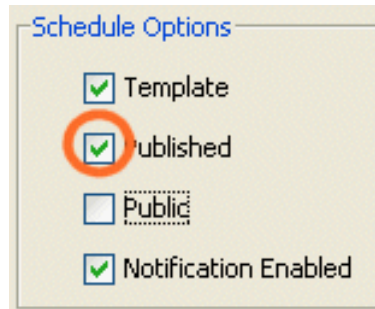 Schedule Options
Template
Published
Public
Notification Enabled